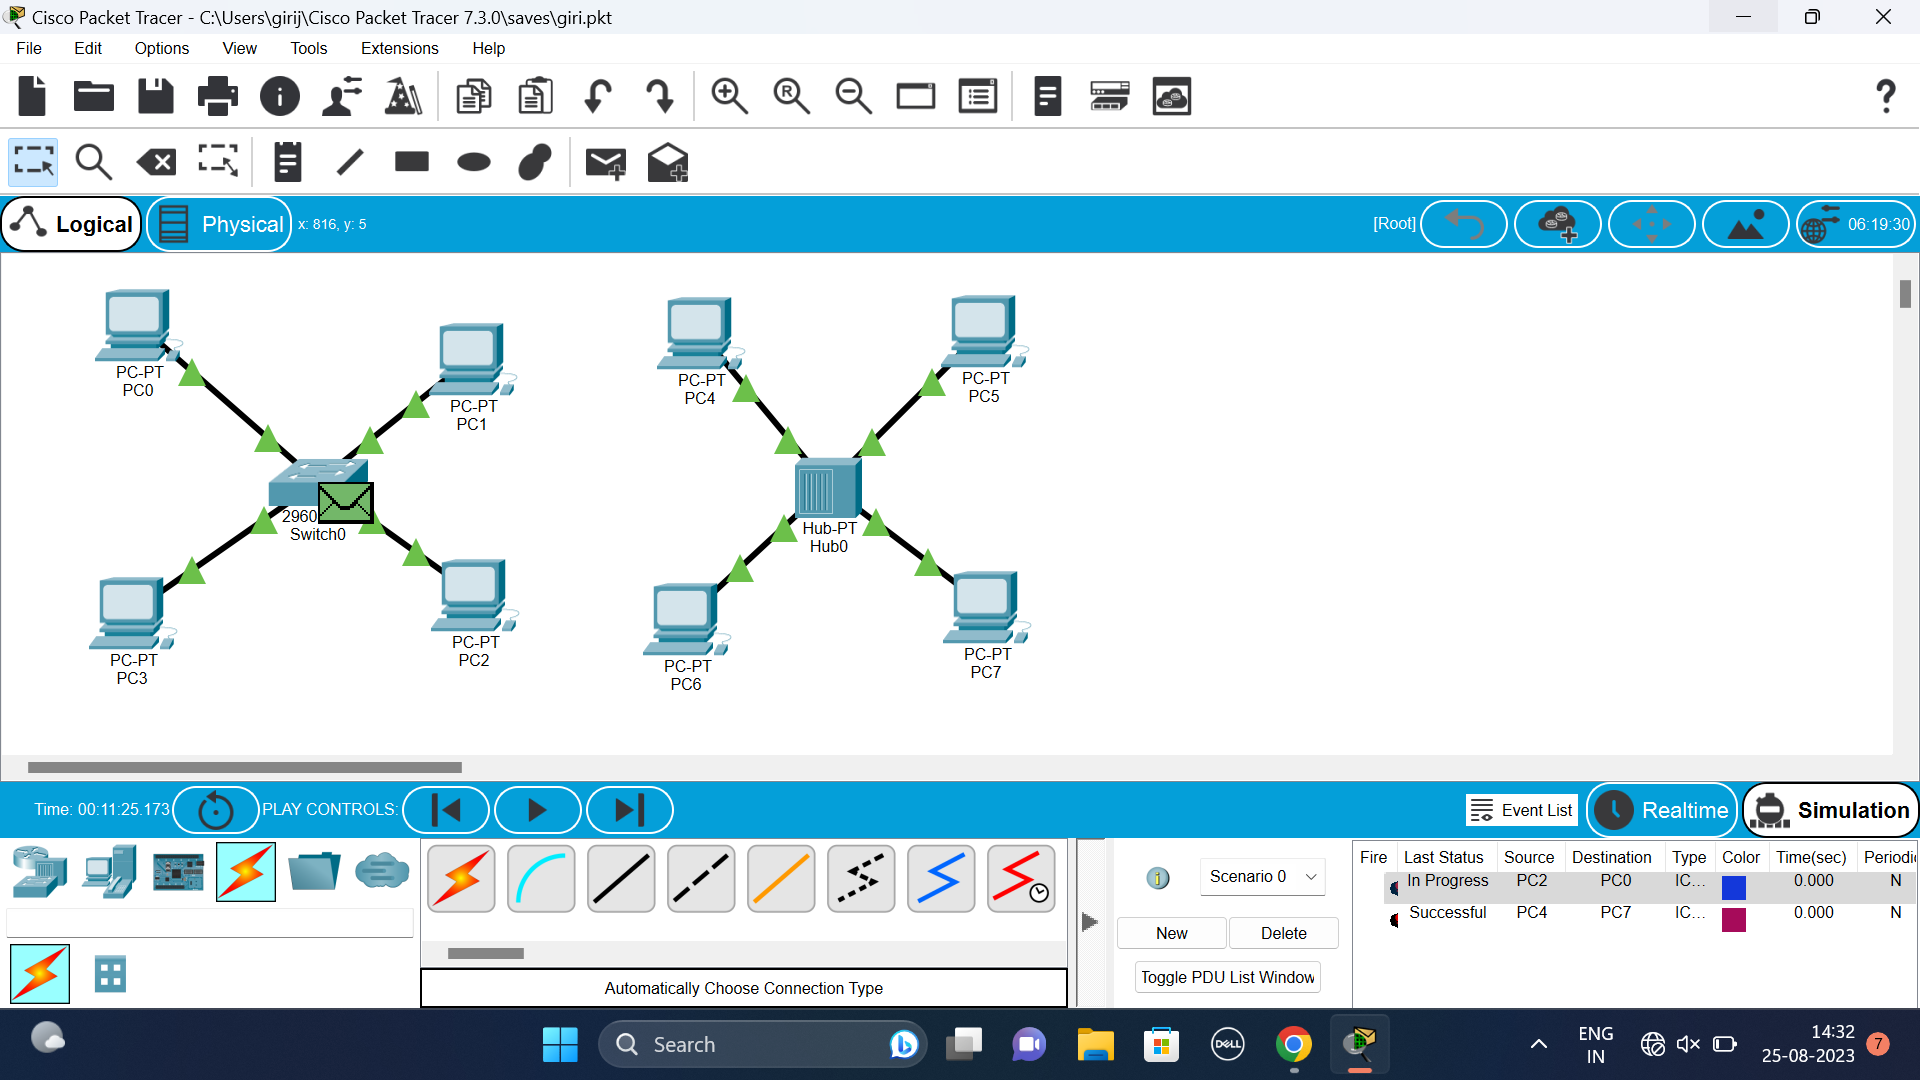 Cisco Packet Tracer - C:\Users\girij\Cisco Packet Tracer 7.3.0\saves\giri.pkt
File Edit Options View Tools Extensions Help
Logical Physical x: 816, y: 5 [Root] 06:19:30
PC-PT
PC0
PC-PT
PC1
2960
Switch0
PC-PT
PC3
PC-PT
PC2
PC-PT
PC4
PC-PT
PC5
Hub-PT
Hub0
PC-PT
PC6
PC-PT
PC7
Time: 00:11:25.173 PLAY CONTROLS: Event List Realtime Simulation
Automatically Choose Connection Type
Scenario 0
New Delete
Toggle PDU List Window
Fire Last Status Source Destination Type Color Time(sec) Periodi
In Progress PC2 PC0 IC... 0.000 N
Successful PC4 PC7 IC... 0.000 N
Search
DELL
ENG
IN
14:32
25-08-2023
7